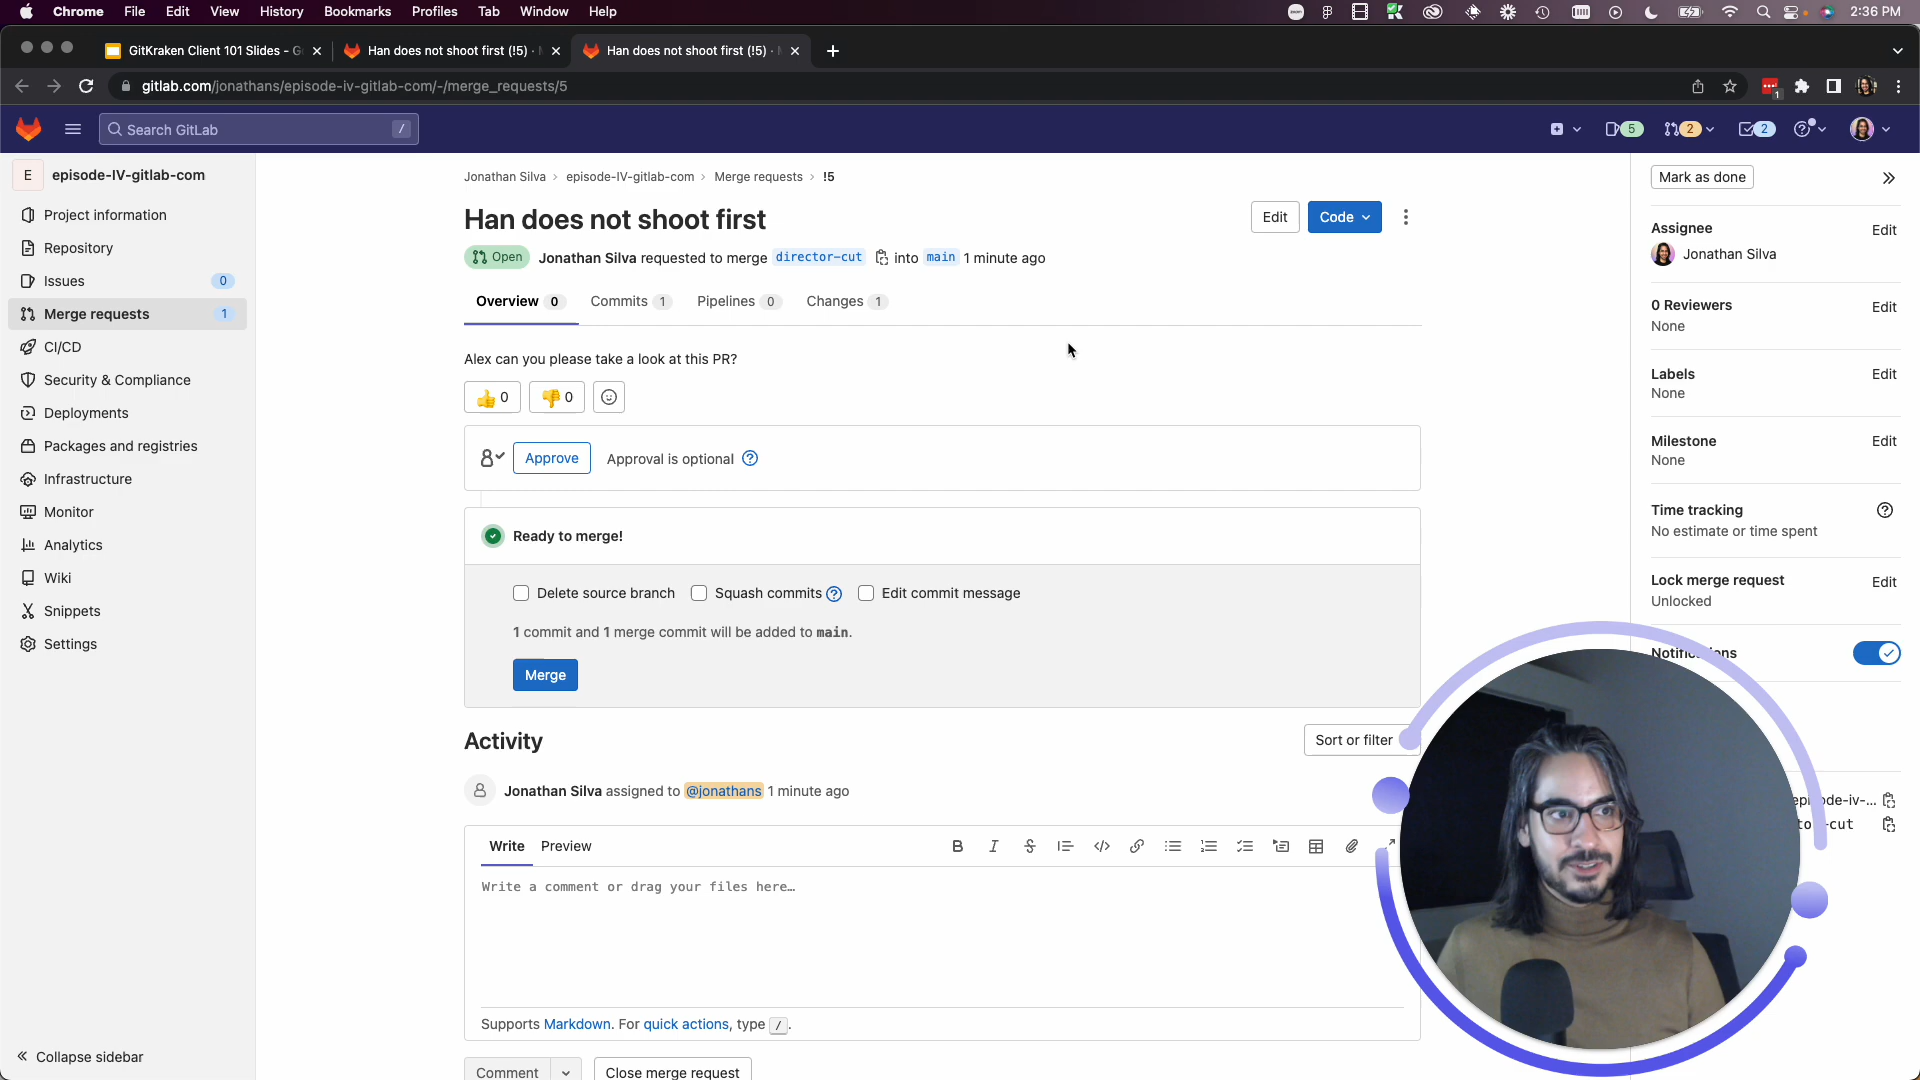 Chrome File Edit View History Bookmarks Profiles Tab Window Help 2:36 PM
GitKraken Client 101 Slides - G Han does not shoot first (!5) · Han does not shoot first (!5) ·
gitlab.com/jonathans/episode-iv-gitlab-com/-/merge_requests/5
1
Search GitLab / 5 2 2
E episode-IV-gitlab-com
Project information
Repository
Issues 0
Merge requests 1
CI/CD
Security & Compliance
Deployments
Packages and registries
Infrastructure
Monitor
Analytics
Wiki
Snippets
Settings
Collapse sidebar
Jonathan Silva > episode-IV-gitlab-com > Merge requests > !5
Han does not shoot first
Edit Code
Open Jonathan Silva requested to merge director-cut into main 1 minute ago
Overview 0 Commits 1 Pipelines 0 Changes 1
Alex can you please take a look at this PR?
0 0
Approve Approval is optional
Ready to merge!
Delete source branch Squash commits Edit commit message
1 commit and 1 merge commit will be added to main.
Merge
Activity
Sort or filter
Jonathan Silva assigned to @jonathans 1 minute ago
Write Preview
Write a comment or drag your files here…
Supports Markdown. For quick actions, type /.
Comment Close merge request
Mark as done
Assignee Edit
Jonathan Silva
0 Reviewers Edit
None
Labels Edit
None
Milestone Edit
None
Time tracking
No estimate or time spent
Lock merge request Edit
Unlocked
Notifications